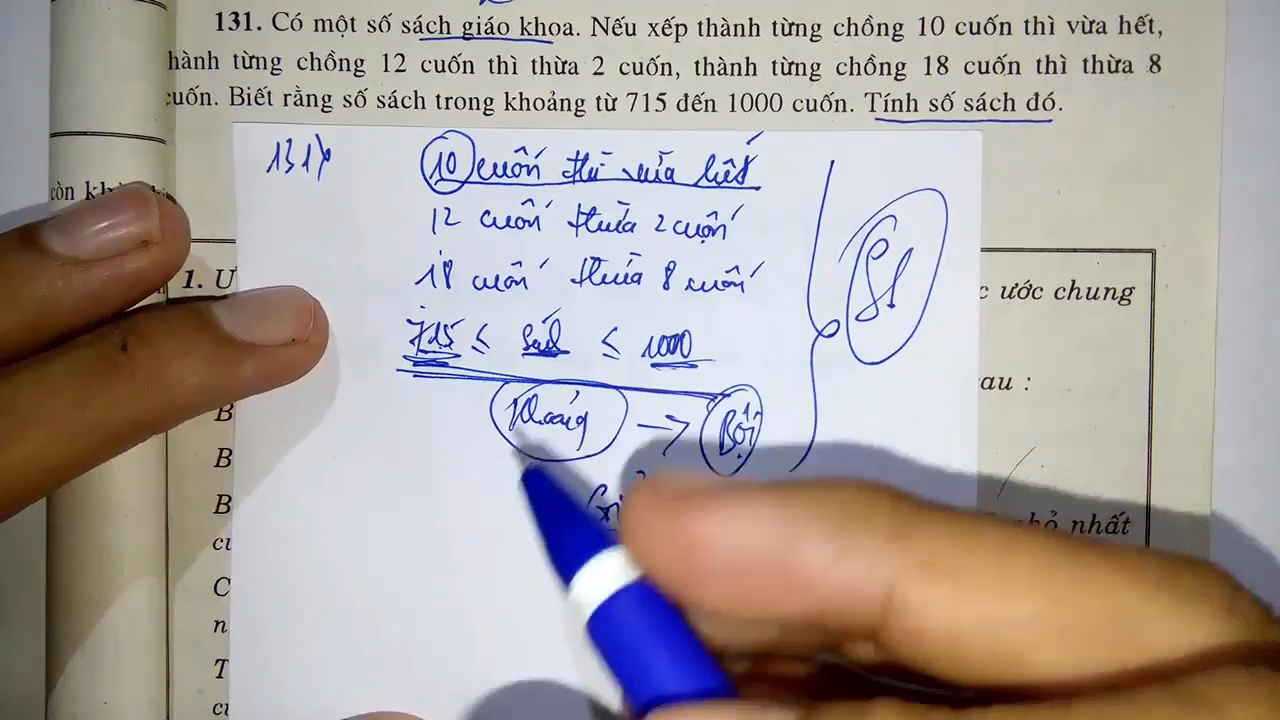 131. Có một số sách giáo khoa. Nếu xếp thành từng chồng 10 cuốn thì vừa hết,
hành từng chồng 12 cuốn thì thừa 2 cuốn, thành từng chồng 18 cuốn thì thừa 8
cuốn. Biết rằng số sách trong khoảng từ 715 đến 1000 cuốn. Tính số sách đó.
131)
10 cuốn thì vừa hết
12 cuốn thừa 2 cuốn
18 cuốn thừa 8 cuốn
715 ≤ sách ≤ 1000
Khoảng → Bội
còn
1. Ư
c ước chung
au :
B
B
B
nhỏ nhất
cu
C
n
T
cu